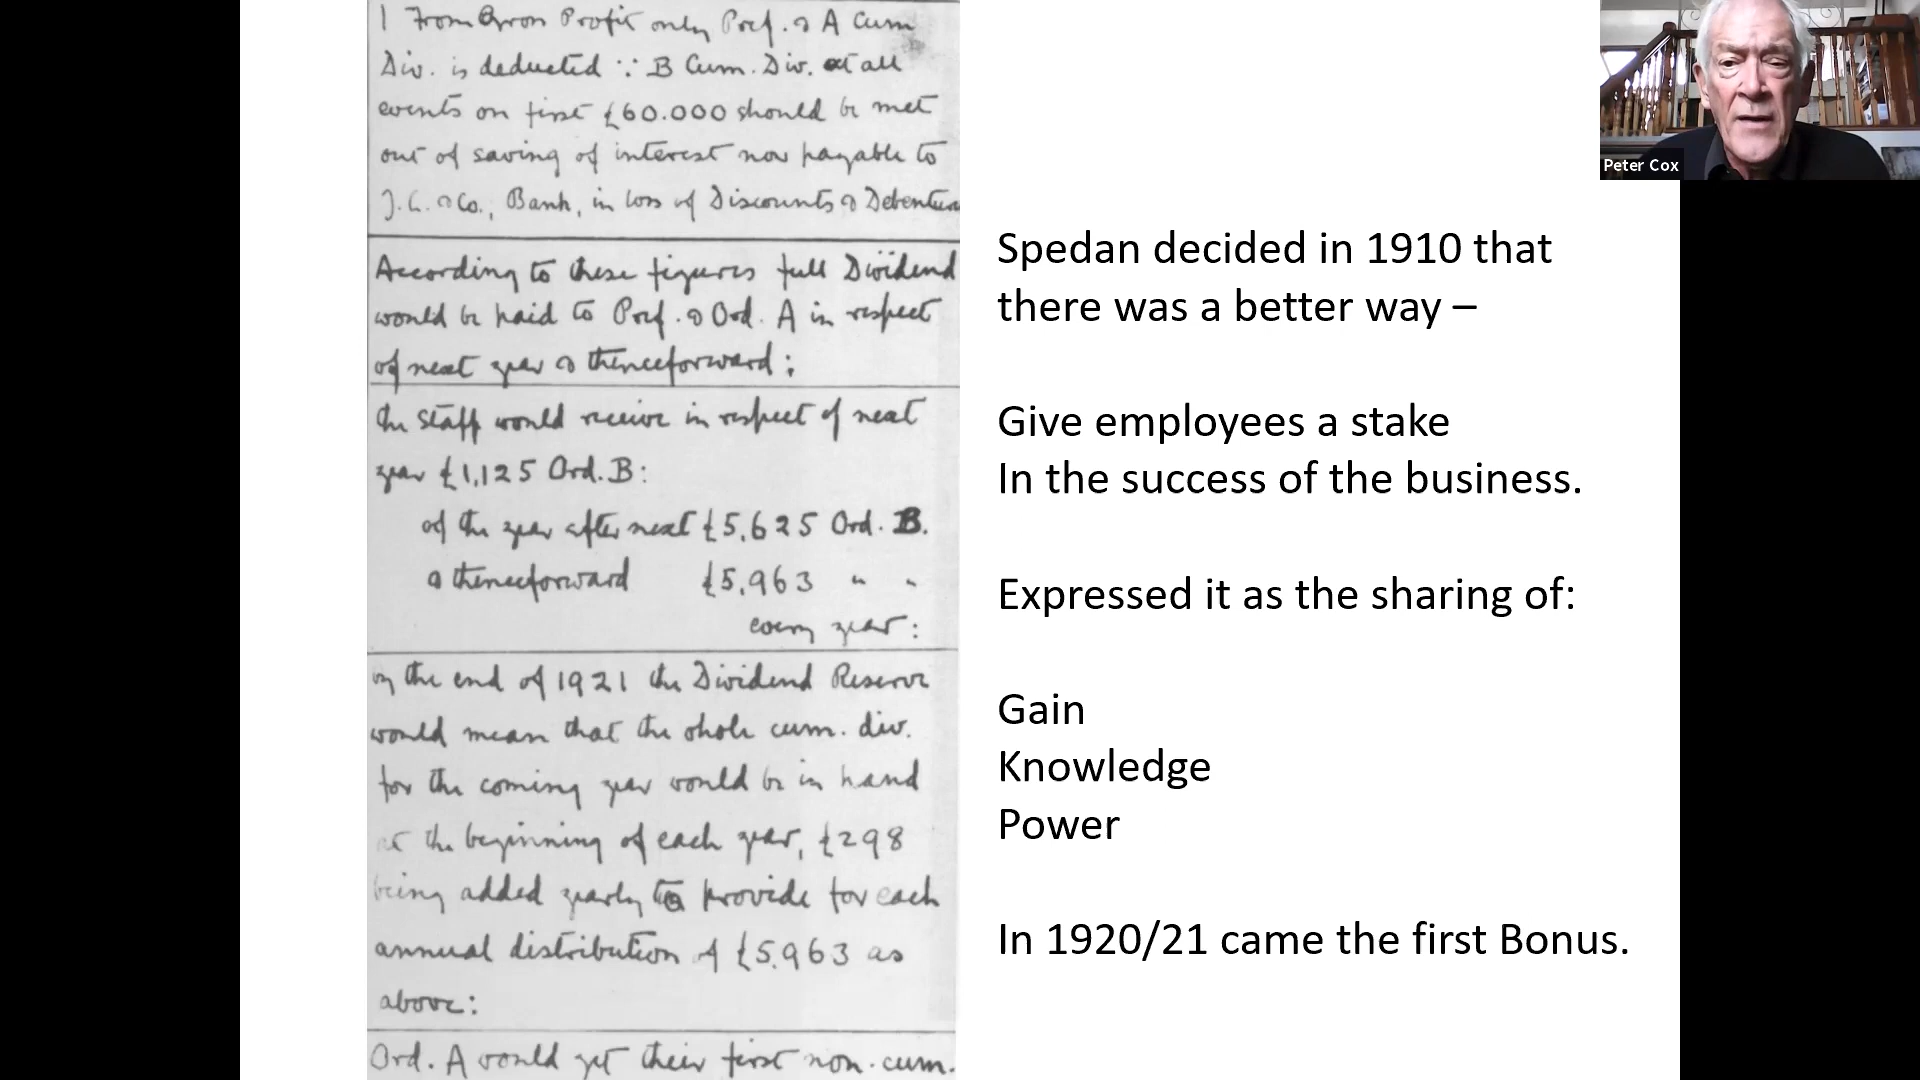 1 From Gross Profit only Pref. & A Cum
Div. is deducted ∵ B Cum. Div. at all
events on first £60.000 should be met
out of saving of interest now payable to
J.L. & Co., Bank, in loss of Discounts & Debenture
According to these figures full Dividend
would be paid to Pref. & Ord. A in respect
of next year & thenceforward:
The Staff would receive in respect of next
year £1,125 Ord. B:
of the year after next £5,625 Ord. B.
& thenceforward £5,963 " "
every year:
by the end of 1921 the Dividend Reserve
would mean that the whole cum. div.
for the coming year would be in hand
at the beginning of each year, £298
being added yearly to provide for each
annual distribution of £5,963 as
above:
Ord. A would get their first non-cum.
Peter Cox
Spedan decided in 1910 that
there was a better way –
Give employees a stake
In the success of the business.
Expressed it as the sharing of:
Gain
Knowledge
Power
In 1920/21 came the first Bonus.